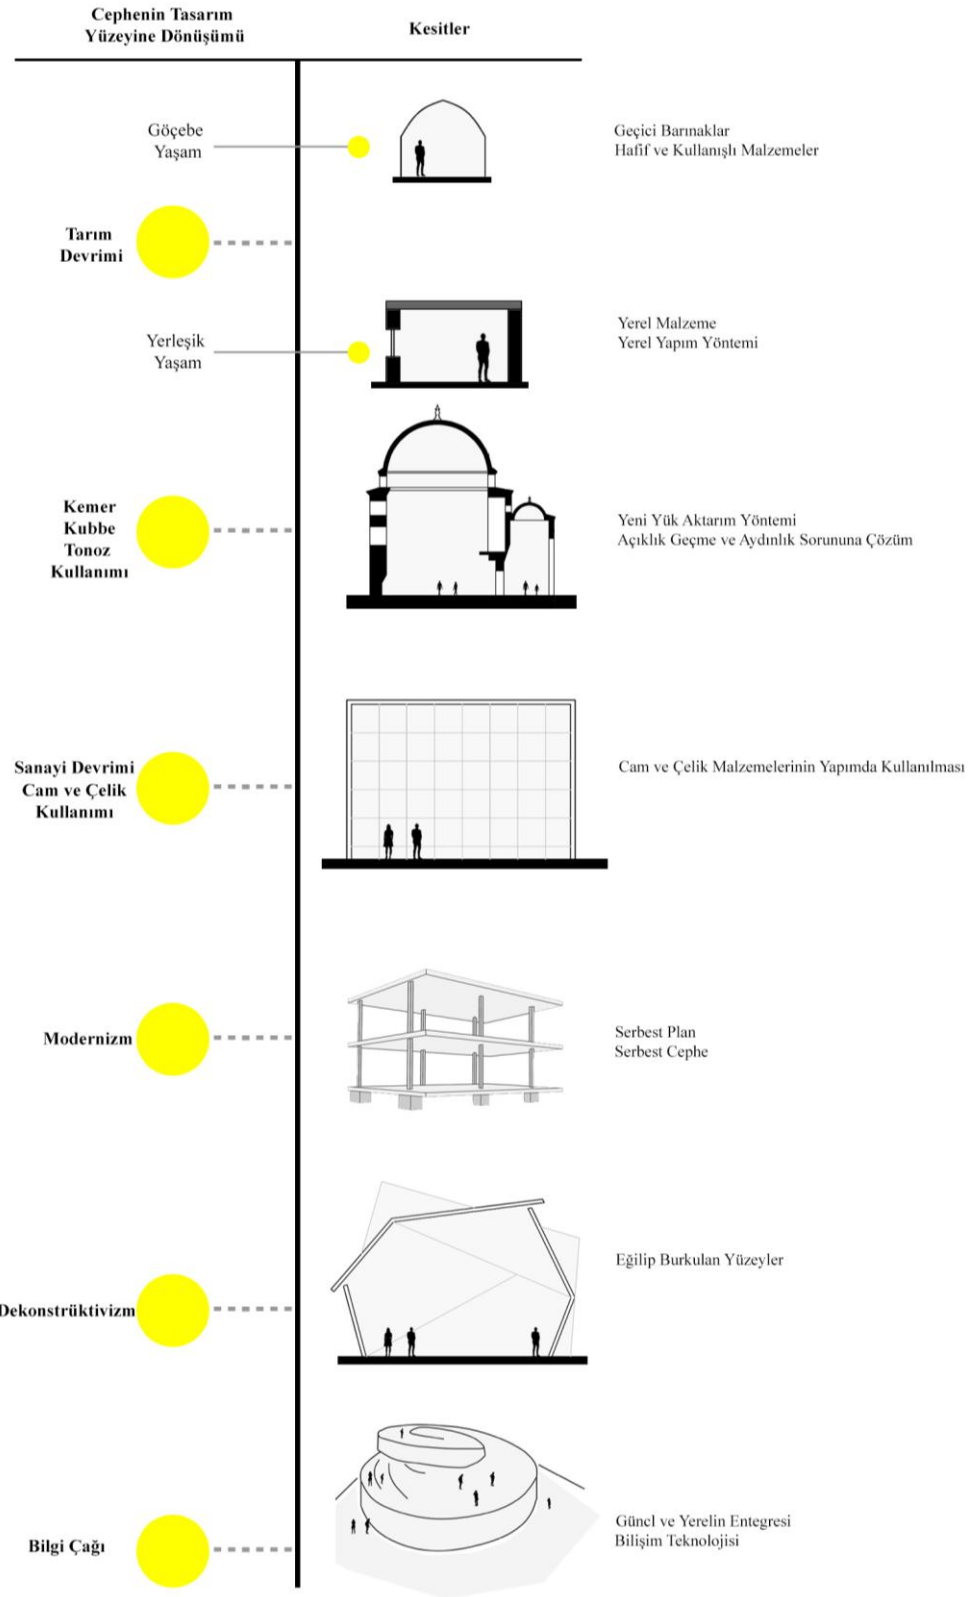 Cephenin Tasarım
Yüzeyine Dönüşümü
Kesitler
Göçebe
Yaşam
Geçici Barınaklar
Hafif ve Kullanışlı Malzemeler
Tarım
Devrimi
Yerleşik
Yaşam
Yerel Malzeme
Yerel Yapım Yöntemi
Kemer
Kubbe
Tonoz
Kullanımı
Yeni Yük Aktarım Yöntemi
Açıklık Geçme ve Aydınlık Sorununa Çözüm
Sanayi Devrimi
Cam ve Çelik
Kullanımı
Cam ve Çelik Malzemelerinin Yapımda Kullanılması
Modernizm
Serbest Plan
Serbest Cephe
Dekonstrüktivizm
Eğilip Burkulan Yüzeyler
Bilgi Çağı
Güncl ve Yerelin Entegresi
Bilişim Teknolojisi